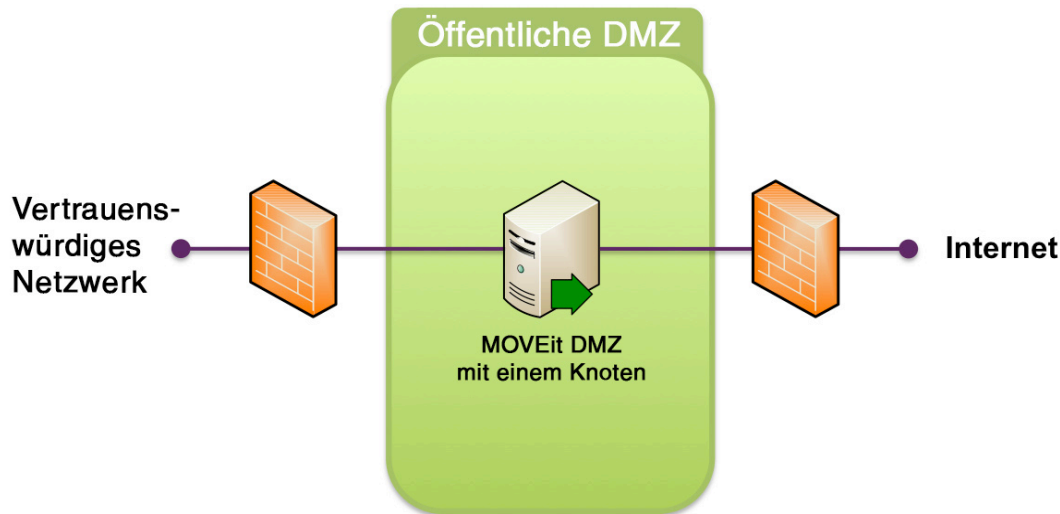 Öffentliche DMZ
Vertrauens-
würdiges
Netzwerk
MOVEit DMZ
mit einem Knoten
Internet